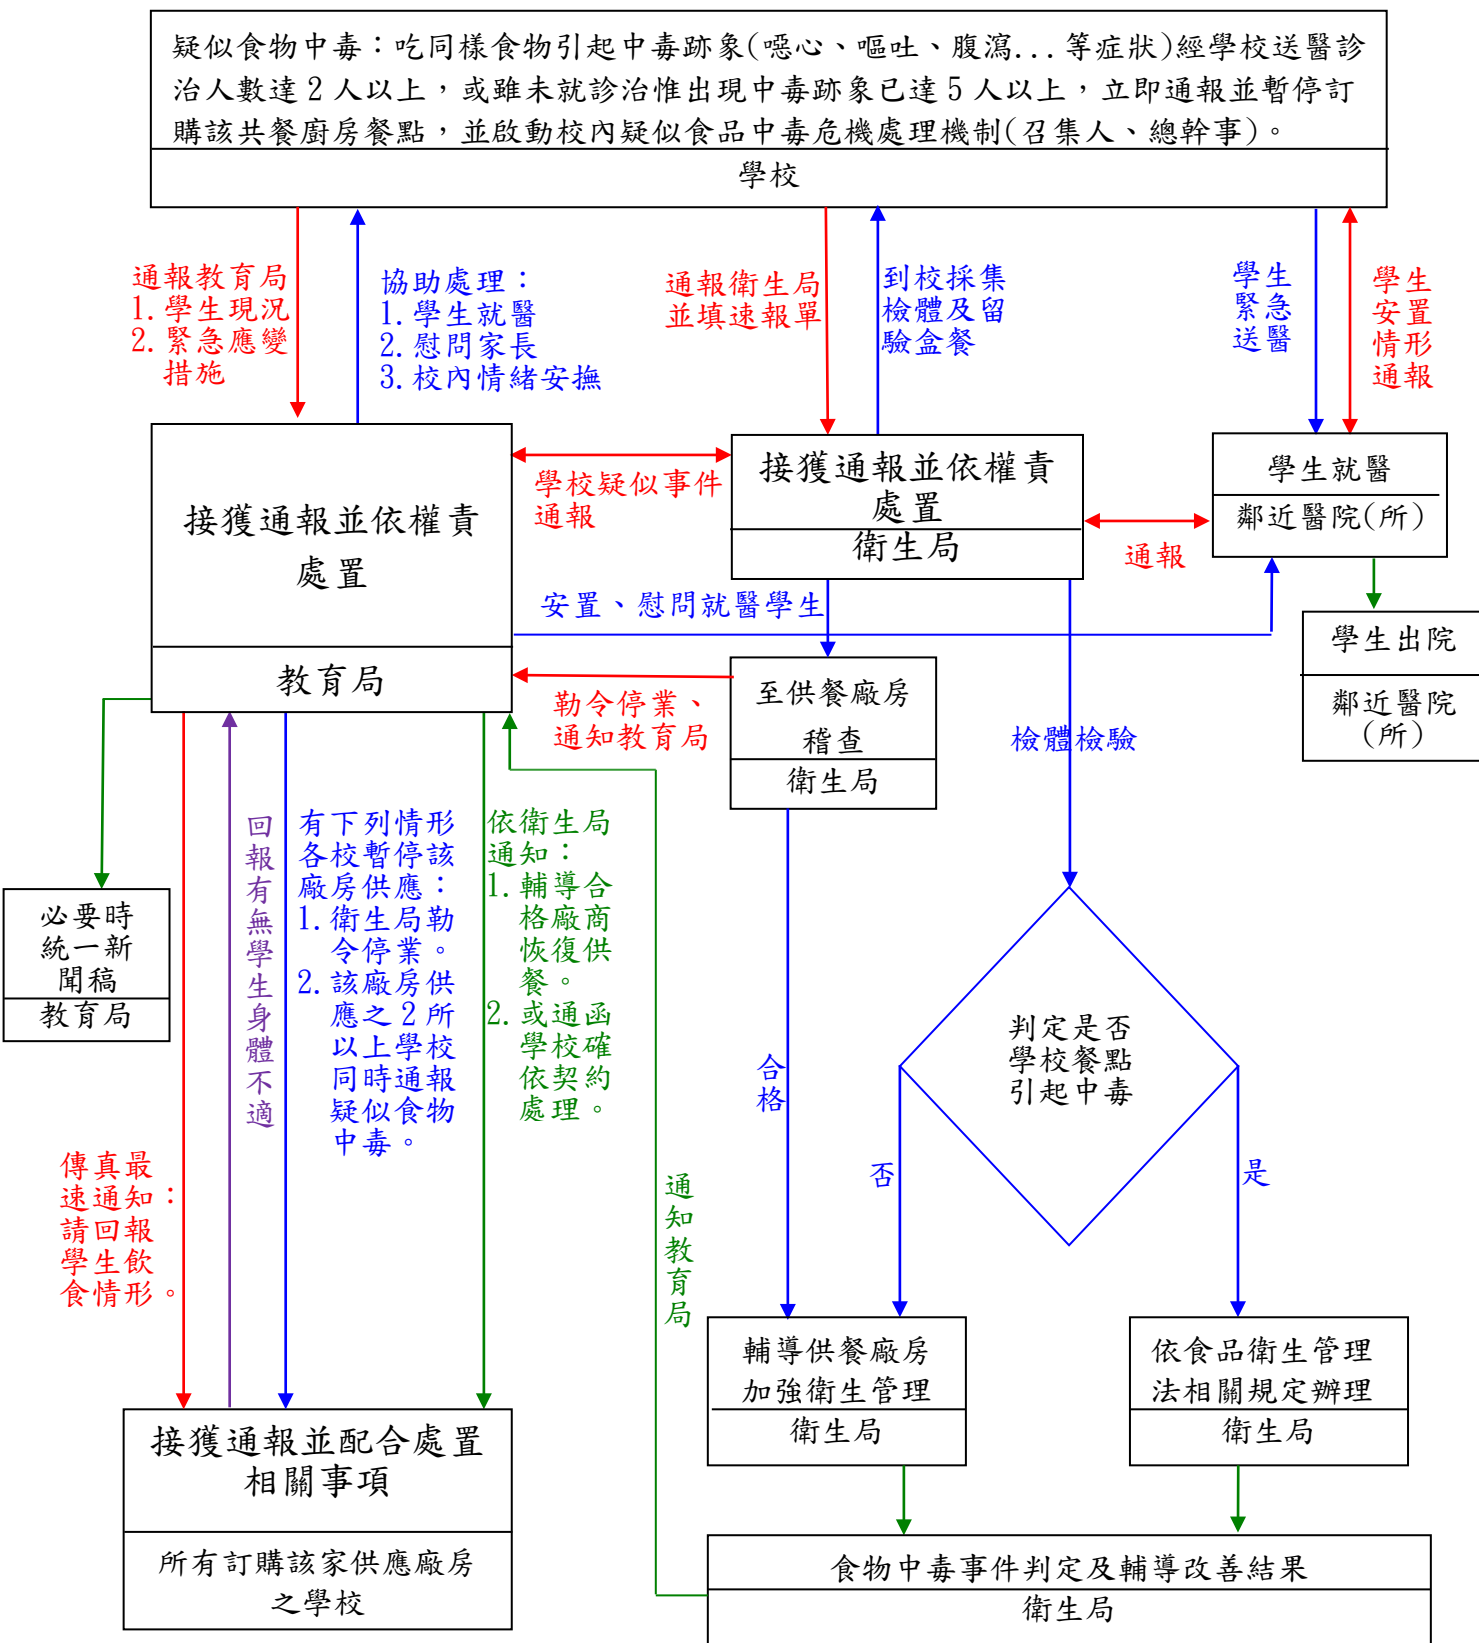 疑似食物中毒：吃同樣食物引起中毒跡象(噁心、嘔吐、腹瀉...等症狀)經學校送醫診
治人數達2人以上，或雖未就診治惟出現中毒跡象已達5人以上，立即通報並暫停訂
購該共餐廚房餐點，並啟動校內疑似食品中毒危機處理機制(召集人、總幹事)。
學校
通報教育局
1.學生現況
2.緊急應變
措施
協助處理：
1.學生就醫
2.慰問家長
3.校內情緒安撫
通報衛生局
並填速報單
到校採集
檢體及留
驗盒餐
學生
緊急
送醫
學生
安置
情形
通報
接獲通報並依權責
處置
教育局
學校疑似事件
通報
接獲通報並依權責
處置
衛生局
通報
學生就醫
鄰近醫院(所)
安置、慰問就醫學生
學生出院
鄰近醫院
(所)
勒令停業、
通知教育局
至供餐廠房
稽查
衛生局
檢體檢驗
必要時
統一新
聞稿
教育局
回報有無學生身體不適
有下列情形
各校暫停該
廠房供應：
1.衛生局勒
令停業。
2.該廠房供
應之2所
以上學校
同時通報
疑似食物
中毒。
依衛生局
通知：
1.輔導合
格廠商
恢復供
餐。
2.或通函
學校確
依契約
處理。
傳真最
速通知：
請回報
學生飲
食情形。
通知教育局
合格
判定是否
學校餐點
引起中毒
否
是
輔導供餐廠房
加強衛生管理
衛生局
依食品衛生管理
法相關規定辦理
衛生局
接獲通報並配合處置
相關事項
所有訂購該家供應廠房
之學校
食物中毒事件判定及輔導改善結果
衛生局